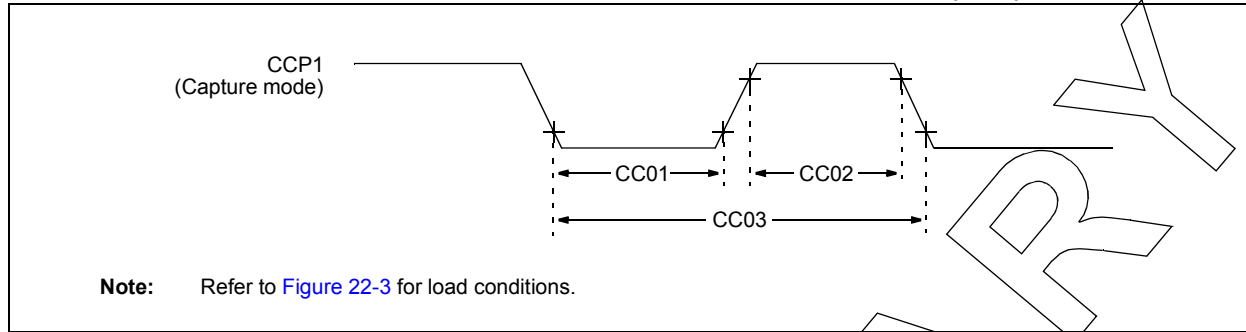 CCP1
(Capture mode)
CC01
CC02
CC03
Note: Refer to Figure 22-3 for load conditions.
R Y